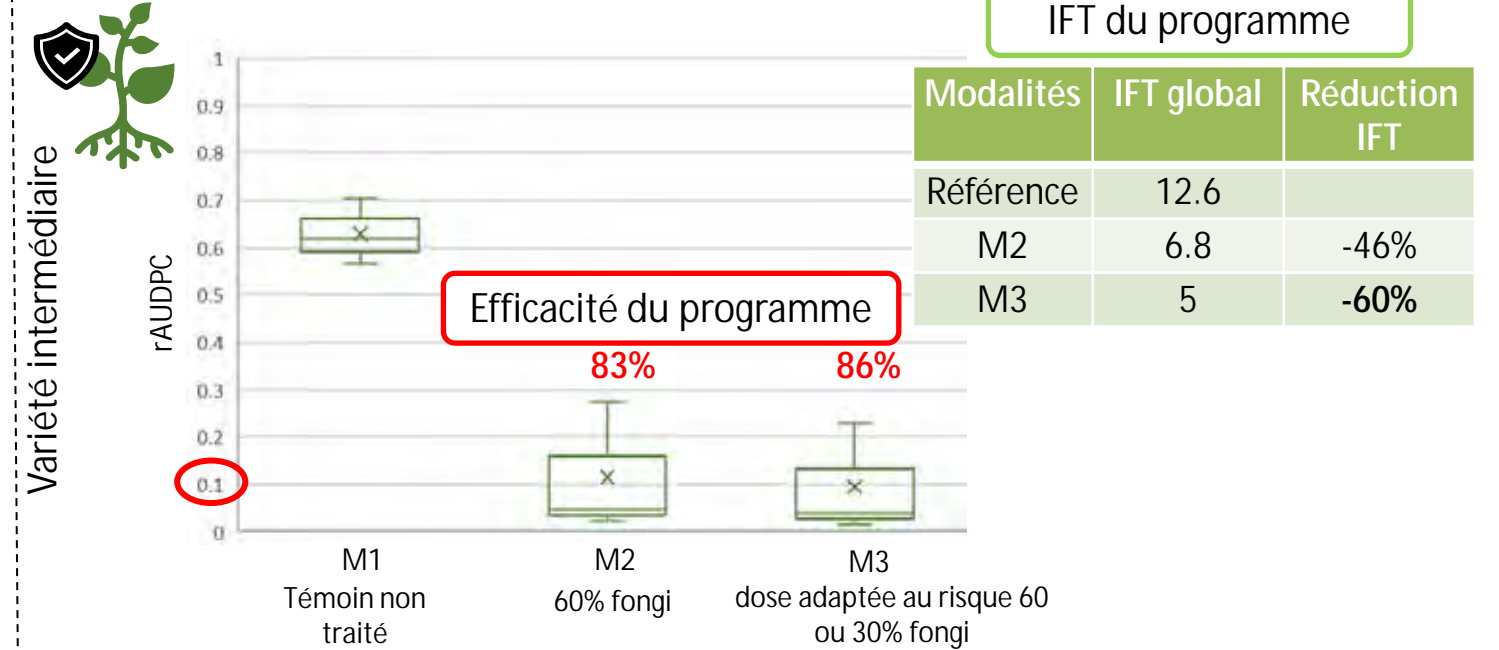 Variété intermédiaire
rAUDPC
1
0.9
0.8
0.7
0.6
0.5
0.4
0.3
0.2
0.1
0
Efficacité du programme
83%
86%
M1
Témoin non
traité
M2
60% fongi
M3
dose adaptée au risque 60
ou 30% fongi
IFT du programme
Modalités IFT global Réduction
IFT
Référence 12.6
M2 6.8 -46%
M3 5 -60%